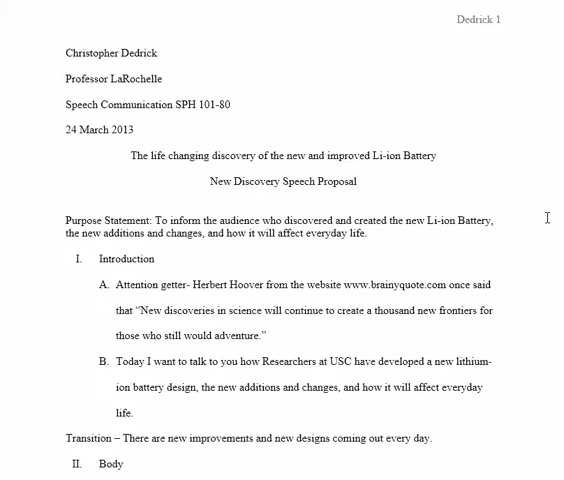 Dedrick 1
Christopher Dedrick
Professor LaRochelle
Speech Communication SPH 101-80
24 March 2013
The life changing discovery of the new and improved Li-ion Battery
New Discovery Speech Proposal
Purpose Statement: To inform the audience who discovered and created the new Li-ion Battery,
the new additions and changes, and how it will affect everyday life.
I. Introduction
A. Attention getter- Herbert Hoover from the website www.brainyquote.com once said
that “New discoveries in science will continue to create a thousand new frontiers for
those who still would adventure.”
B. Today I want to talk to you how Researchers at USC have developed a new lithium-
ion battery design, the new additions and changes, and how it will affect everyday
life.
Transition – There are new improvements and new designs coming out every day.
II. Body